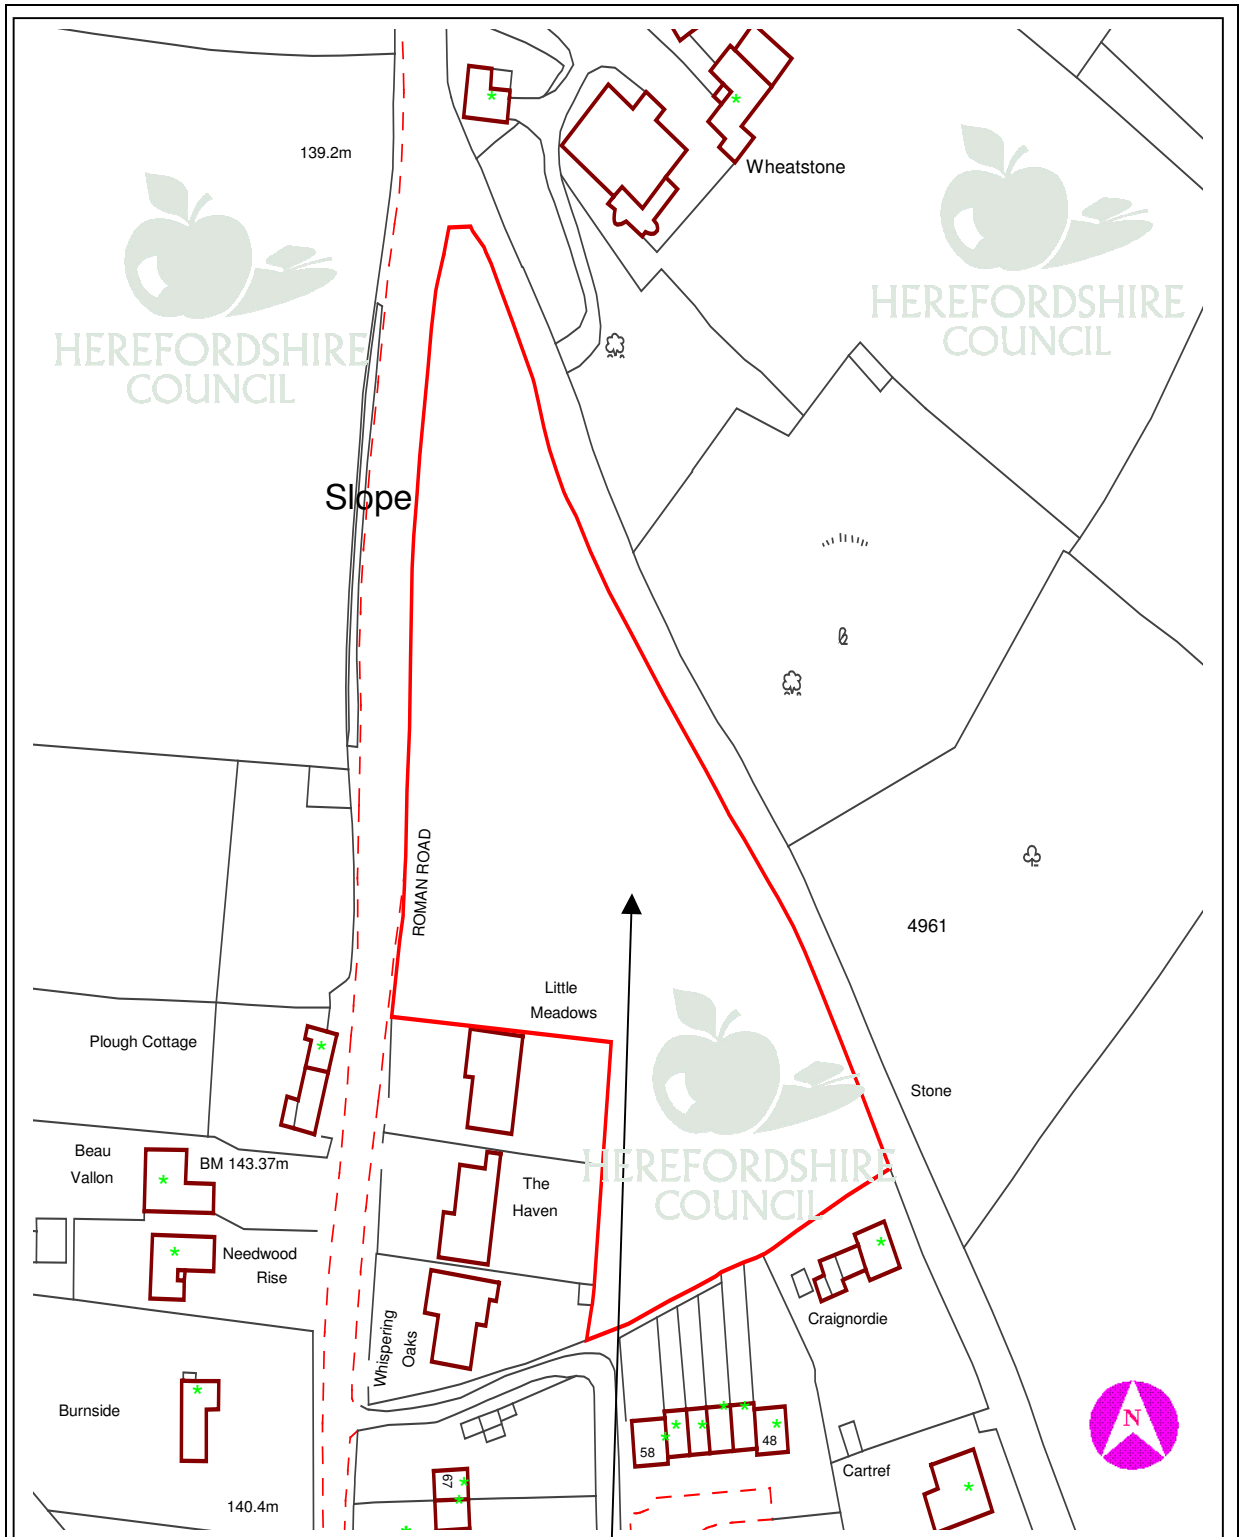 139.2m
Wheatstone
HEREFORDSHIRE
COUNCIL
HEREFORDSHIRE
COUNCIL
Slope
ROMAN ROAD
4961
Little
Meadows
Plough Cottage
Stone
Beau
Vallon
BM 143.37m
HEREFORDSHIRE
COUNCIL
The
Haven
Needwood
Rise
Craignordie
Whispering
Oaks
Burnside
N
58
48
Cartref
67
140.4m